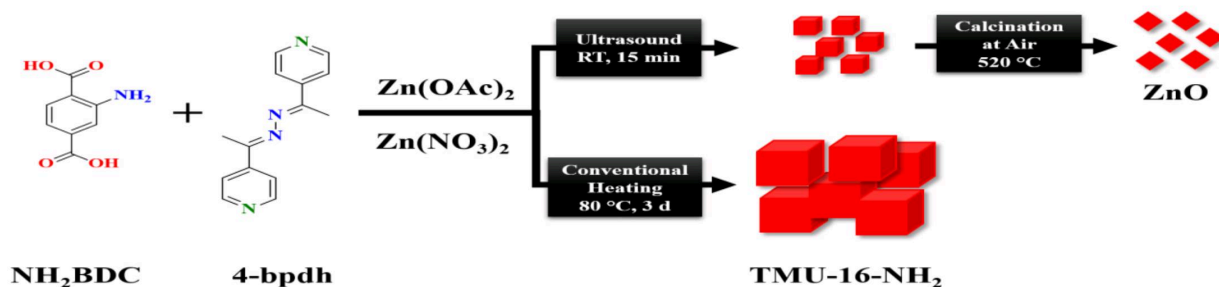 HO
O
NH₂
O
OH
+
N
N
N
N
Zn(OAc)₂
Zn(NO₃)₂
Ultrasound
RT, 15 min
Calcination
at Air
520 °C
ZnO
Conventional
Heating
80 °C, 3 d
NH₂BDC
4-bpdh
TMU-16-NH₂